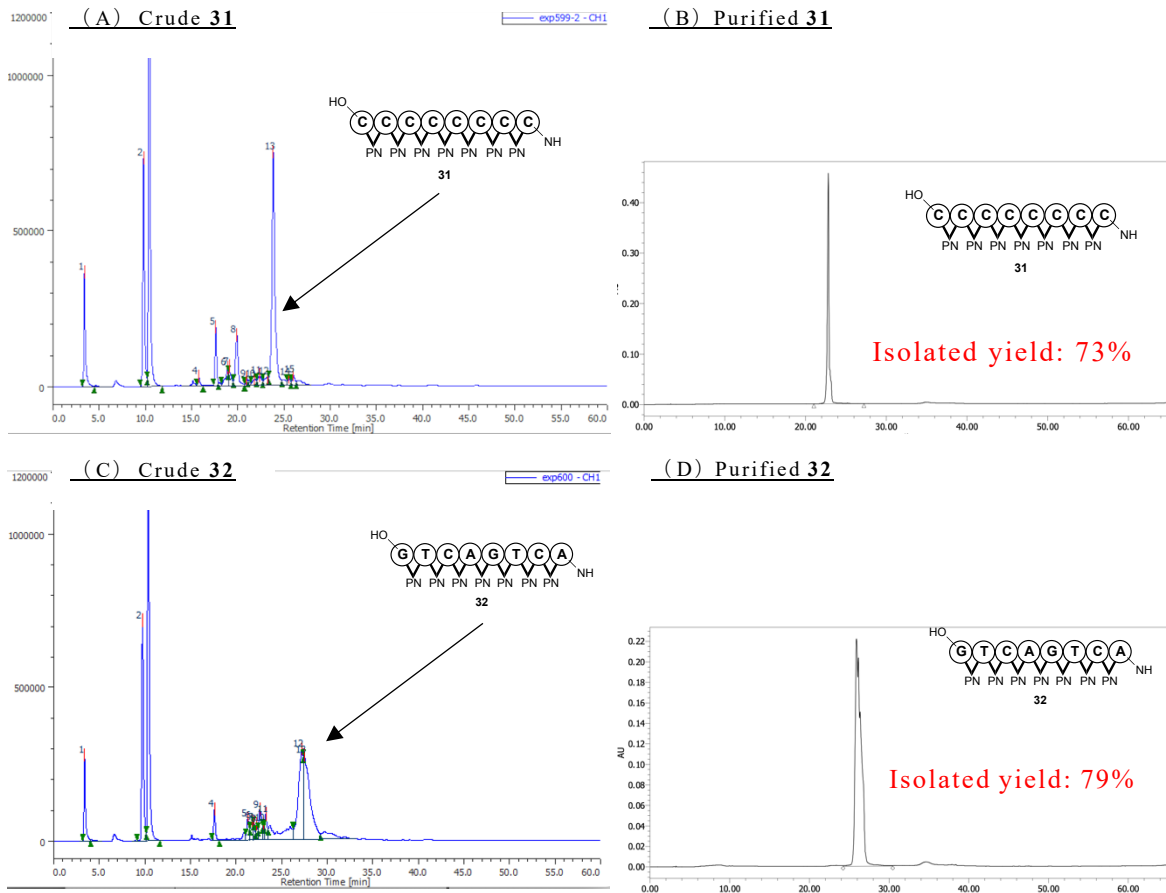 (A) Crude 31
exp599-2 - CH1
1200000
1000000
500000
0
1
2
4
5
8
13
HO
C C C C C C C C
NH
PN PN PN PN PN PN PN
31
0.0 5.0 10.0 15.0 20.0 25.0 30.0 35.0 40.0 45.0 50.0 55.0 60.0
Retention Time [min]
(B) Purified 31
0.40
0.30
0.20
0.10
0.00
HO
C C C C C C C C
NH
PN PN PN PN PN PN PN
31
Isolated yield: 73%
0.00 10.00 20.00 30.00 40.00 50.00 60.00
(C) Crude 32
exp600 - CH1
1200000
1000000
500000
0
1
2
4
5
9
12
HO
G T C A G T C A
NH
PN PN PN PN PN PN PN
32
0.0 5.0 10.0 15.0 20.0 25.0 30.0 35.0 40.0 45.0 50.0 55.0 60.0
Retention Time [min]
(D) Purified 32
AU
0.22
0.20
0.18
0.16
0.14
0.12
0.10
0.08
0.06
0.04
0.02
0.00
HO
G T C A G T C A
NH
PN PN PN PN PN PN PN
32
Isolated yield: 79%
0.00 10.00 20.00 30.00 40.00 50.00 60.00